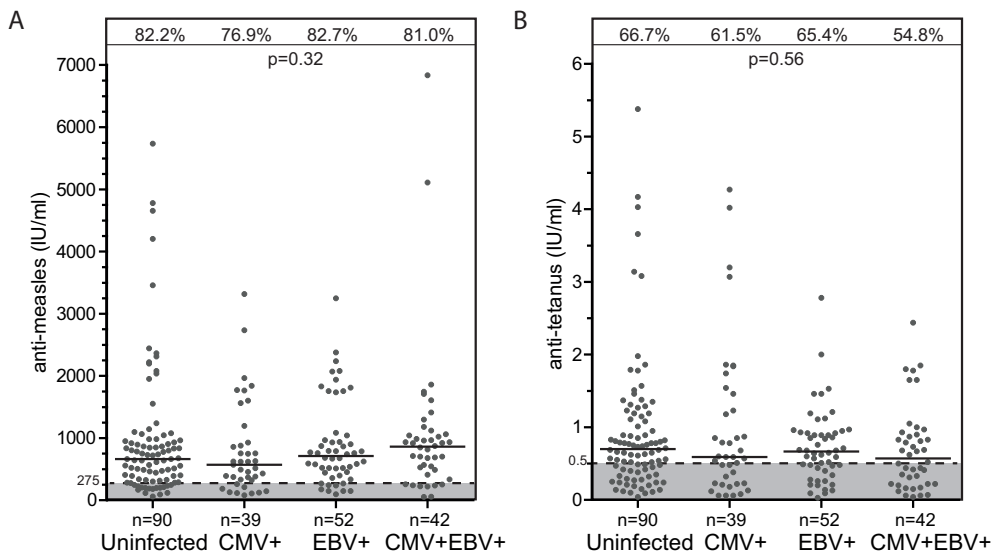 A
82.2% 76.9% 82.7% 81.0%
p=0.32
7000
6000
5000
4000
3000
2000
1000
275
0
anti-measles (IU/ml)
n=90 n=39 n=52 n=42
Uninfected CMV+ EBV+ CMV+EBV+
B
66.7% 61.5% 65.4% 54.8%
p=0.56
6
5
4
3
2
1
0.5
0
anti-tetanus (IU/ml)
n=90 n=39 n=52 n=42
Uninfected CMV+ EBV+ CMV+EBV+